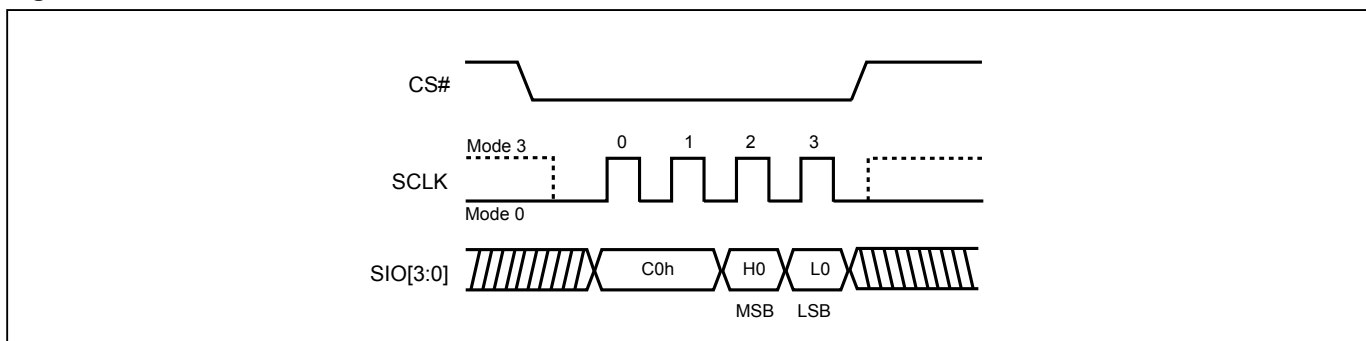 CS#
0 1 2 3
Mode 3
SCLK
Mode 0
SIO[3:0] C0h H0 L0
MSB LSB